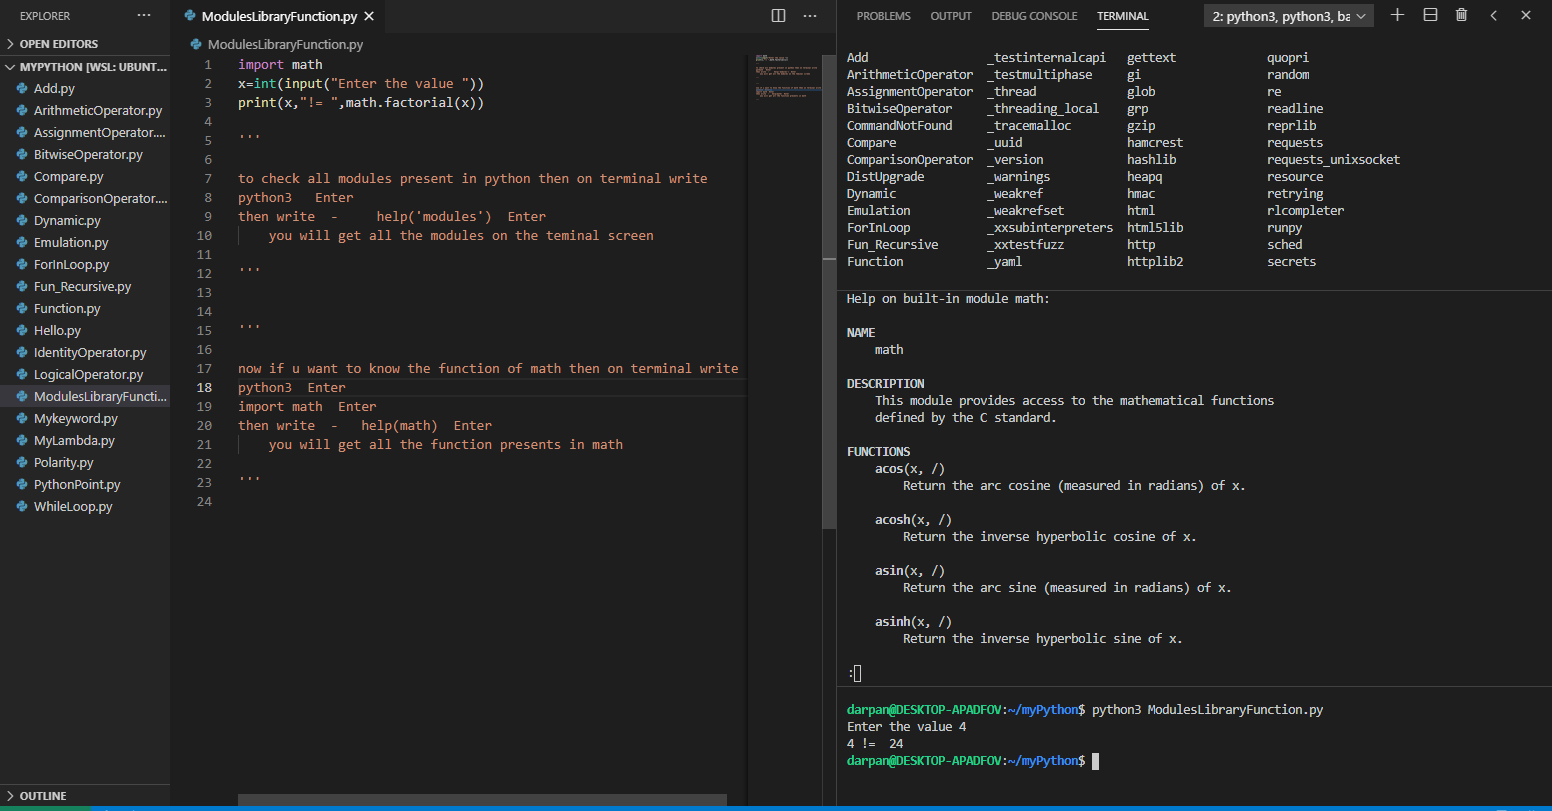 EXPLORER
OPEN EDITORS
MYPYTHON [WSL: UBUNT...
Add.py
ArithmeticOperator.py
AssignmentOperator....
BitwiseOperator.py
Compare.py
ComparisonOperator....
Dynamic.py
Emulation.py
ForInLoop.py
Fun_Recursive.py
Function.py
Hello.py
IdentityOperator.py
LogicalOperator.py
ModulesLibraryFuncti...
Mykeyword.py
MyLambda.py
Polarity.py
PythonPoint.py
WhileLoop.py
OUTLINE
ModulesLibraryFunction.py
ModulesLibraryFunction.py
1 import math
2 x=int(input("Enter the value "))
3 print(x,"!= ",math.factorial(x))
4
5 '''
6
7 to check all modules present in python then on terminal write
8 python3   Enter
9 then write  -     help('modules')  Enter
10     you will get all the modules on the teminal screen
11
12 '''
13
14
15 '''
16
17 now if u want to know the function of math then on terminal write
18 python3  Enter
19 import math  Enter
20 then write  -   help(math)  Enter
21     you will get all the function presents in math
22
23 '''
24
PROBLEMS OUTPUT DEBUG CONSOLE TERMINAL
2: python3, python3, ba
Add _testinternalcapi gettext quopri
ArithmeticOperator _testmultiphase gi random
AssignmentOperator _thread glob re
BitwiseOperator _threading_local grp readline
CommandNotFound _tracemalloc gzip reprlib
Compare _uuid hamcrest requests
ComparisonOperator _version hashlib requests_unixsocket
DistUpgrade _warnings heapq resource
Dynamic _weakref hmac retrying
Emulation _weakrefset html rlcompleter
ForInLoop _xxsubinterpreters html5lib runpy
Fun_Recursive _xxtestfuzz http sched
Function _yaml httplib2 secrets
Help on built-in module math:
NAME
math
DESCRIPTION
This module provides access to the mathematical functions
defined by the C standard.
FUNCTIONS
acos(x, /)
Return the arc cosine (measured in radians) of x.
acosh(x, /)
Return the inverse hyperbolic cosine of x.
asin(x, /)
Return the arc sine (measured in radians) of x.
asinh(x, /)
Return the inverse hyperbolic sine of x.
:
darpan@DESKTOP-APADFOV:~/myPython$ python3 ModulesLibraryFunction.py
Enter the value 4
4 !=  24
darpan@DESKTOP-APADFOV:~/myPython$